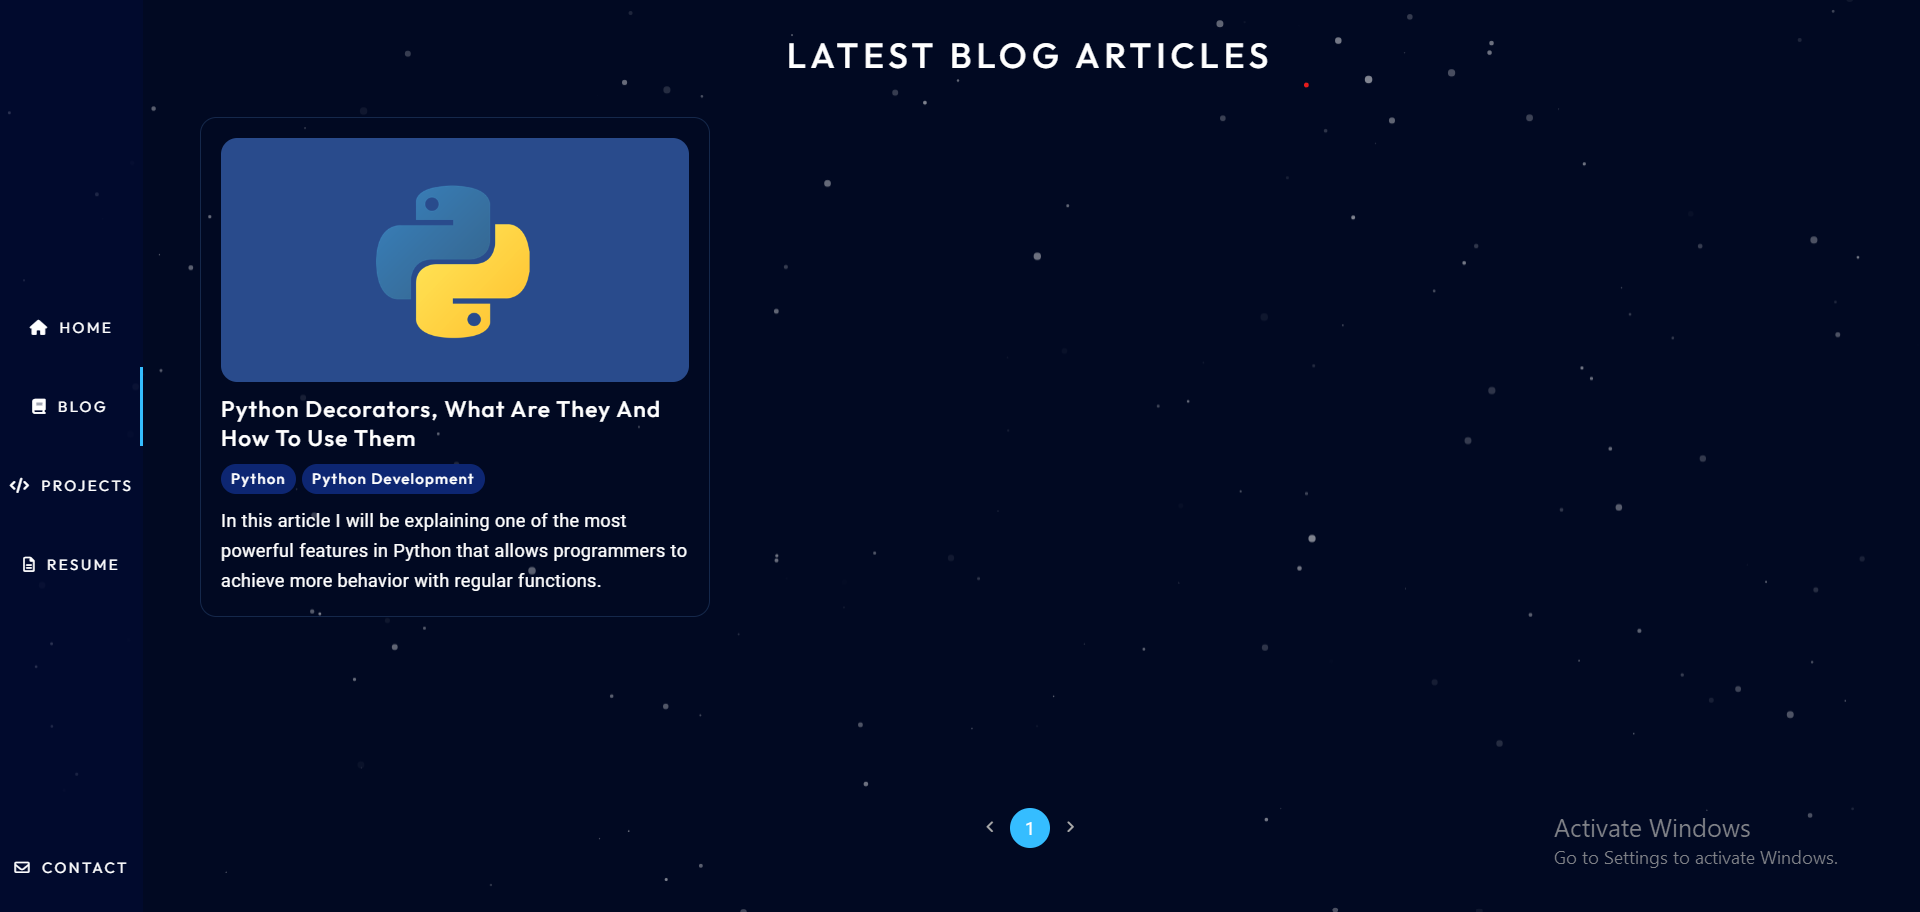 LATEST BLOG ARTICLES
HOME
BLOG
PROJECTS
RESUME
CONTACT
Python Decorators, What Are They And
How To Use Them
Python Python Development
In this article I will be explaining one of the most
powerful features in Python that allows programmers to
achieve more behavior with regular functions.
1
Activate Windows
Go to Settings to activate Windows.